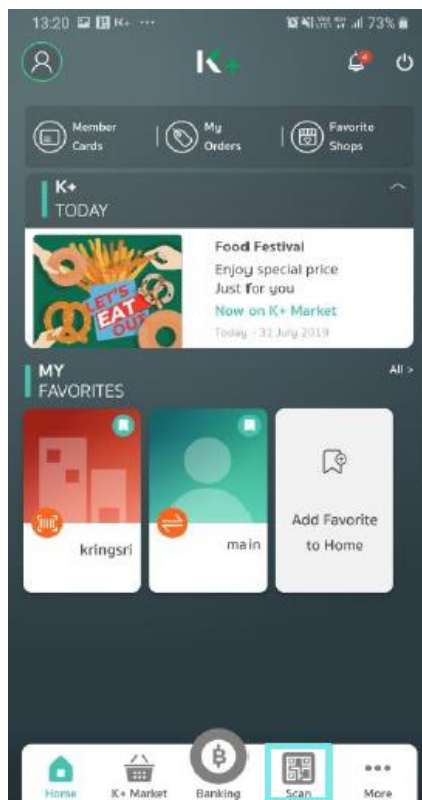 13:20 K+ ... 73%
K+
4
Member
Cards
My
Orders
Favorite
Shops
K+
TODAY
LET'S
EAT
OUT
Food Festival
Enjoy special price
Just for you
Now on K+ Market
Today - 31 July 2019
MY
FAVORITES
All >
kringsri
main
Add Favorite
to Home
Home
K+ Market
Banking
Scan
More